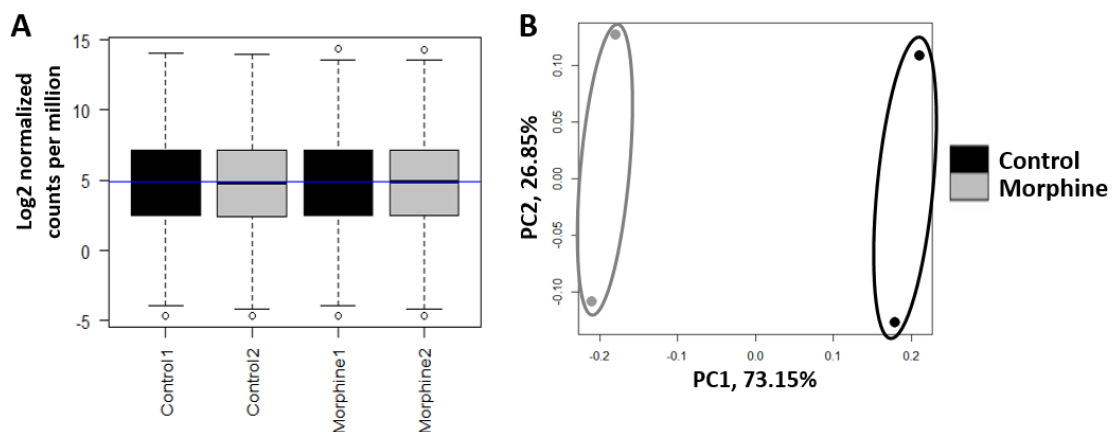 A
Log2 normalized
counts per million
15
10
5
0
-5
Control1
Control2
Morphine1
Morphine2
B
PC2, 26.85%
0.10
0.05
0.00
-0.05
-0.10
-0.2
-0.1
0.0
0.1
0.2
PC1, 73.15%
Control
Morphine